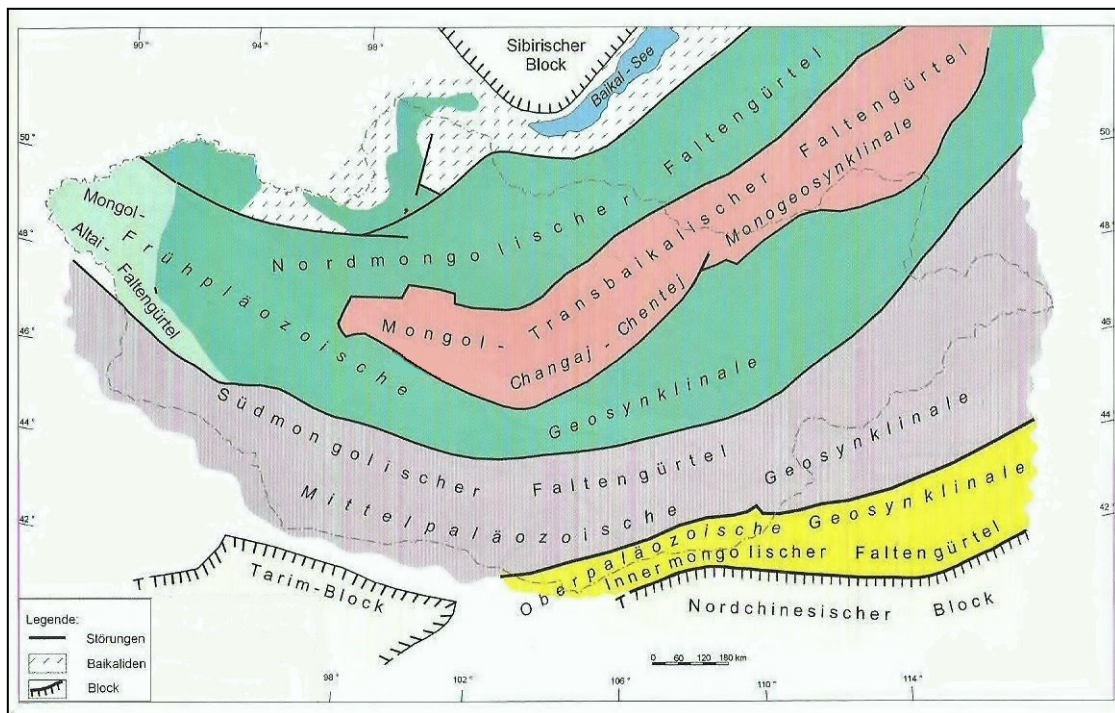 90° 94° 98°
Sibirischer
Block
Baikal - See
50°
50°
Mongol-
Altai - Faltengürtel
Nordmongolischer Faltengürtel
Frühpläozoische Geosynklinale
Mongol - Transbaikalischer Faltengürtel
Changaj - Chentej Monogeosynklinale
48°
48°
46°
46°
44°
44°
42°
42°
Südmongolischer Faltengürtel
Mittelpaläozoische Geosynklinale
Oberpaläozoische Geosynklinale
Innermongolischer Faltengürtel
T
Tarim-Block
T
Nordchinesischer Block
Legende:
Störungen
Baikaliden
Block
0 60 120 180 km
98° 102° 106° 110° 114°